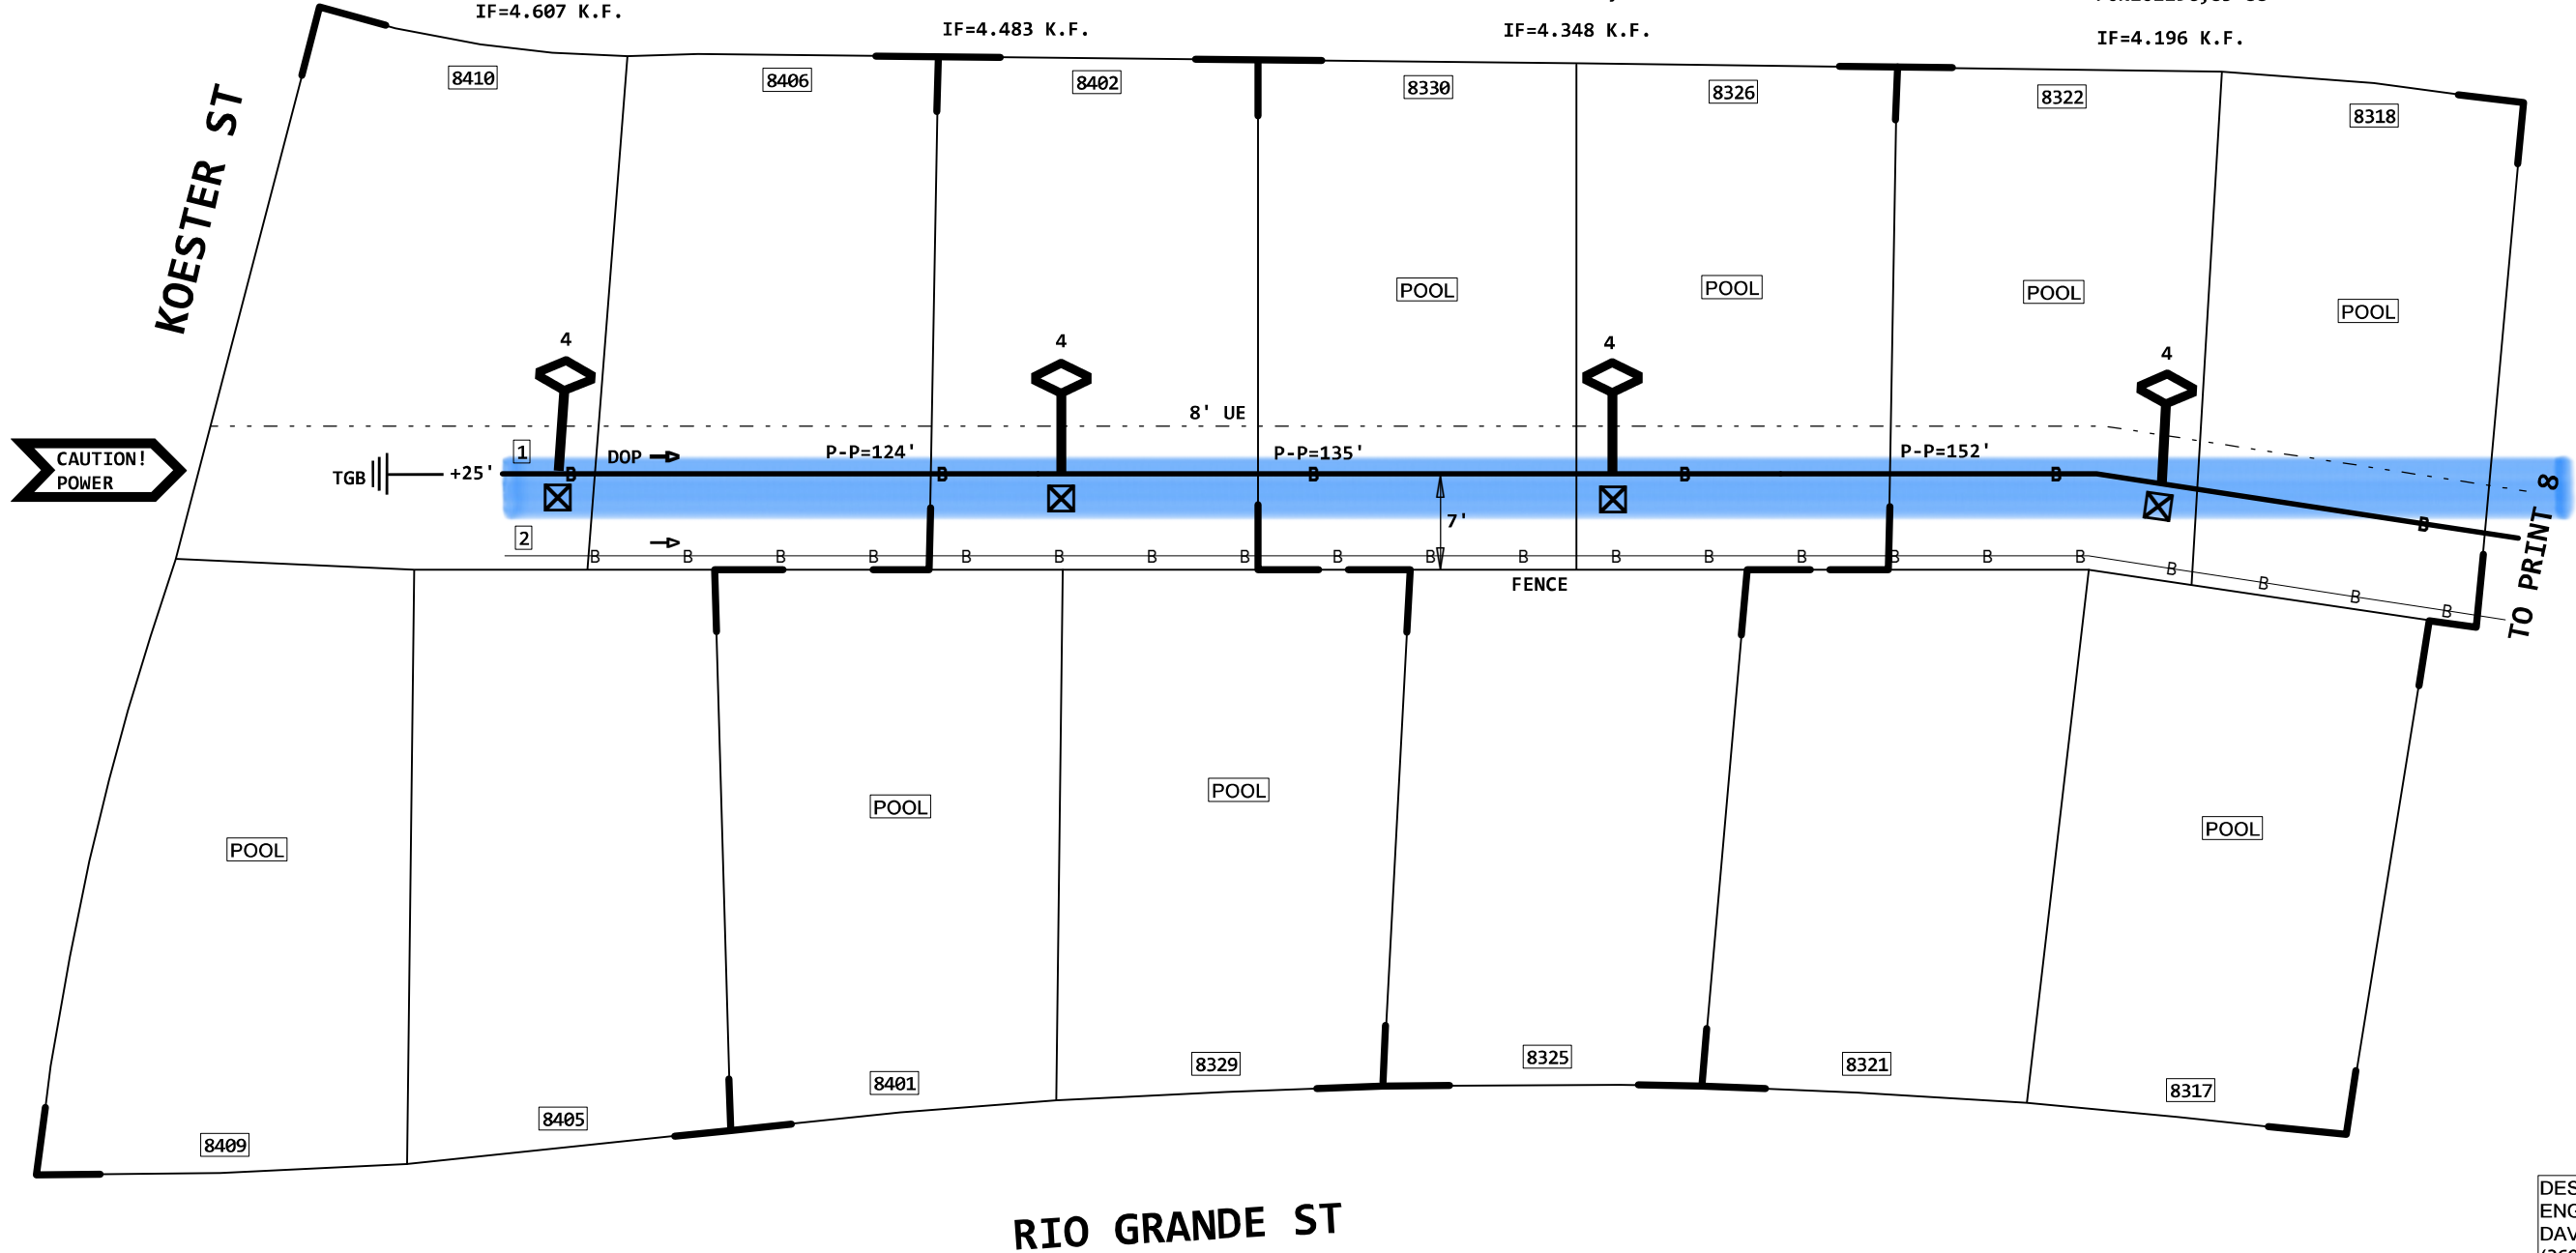 IF=4.607 K.F.
IF=4.483 K.F.
IF=4.348 K.F.
IF=4.196 K.F.
8410
8406
8402
8330
8326
8322
8318
KOESTER ST
POOL
POOL
POOL
POOL
4
4
4
4
8' UE
CAUTION!
POWER
TGB
+25'
1
DOP
P-P=124'
P-P=135'
P-P=152'
B B B B B B
7'
2
B B B B B B B B B B B B B B B B B B B B B
FENCE
TO PRINT 8
POOL
POOL
POOL
POOL
8409
8405
8401
8329
8325
8321
8317
RIO GRANDE ST
DES
ENG
DAV